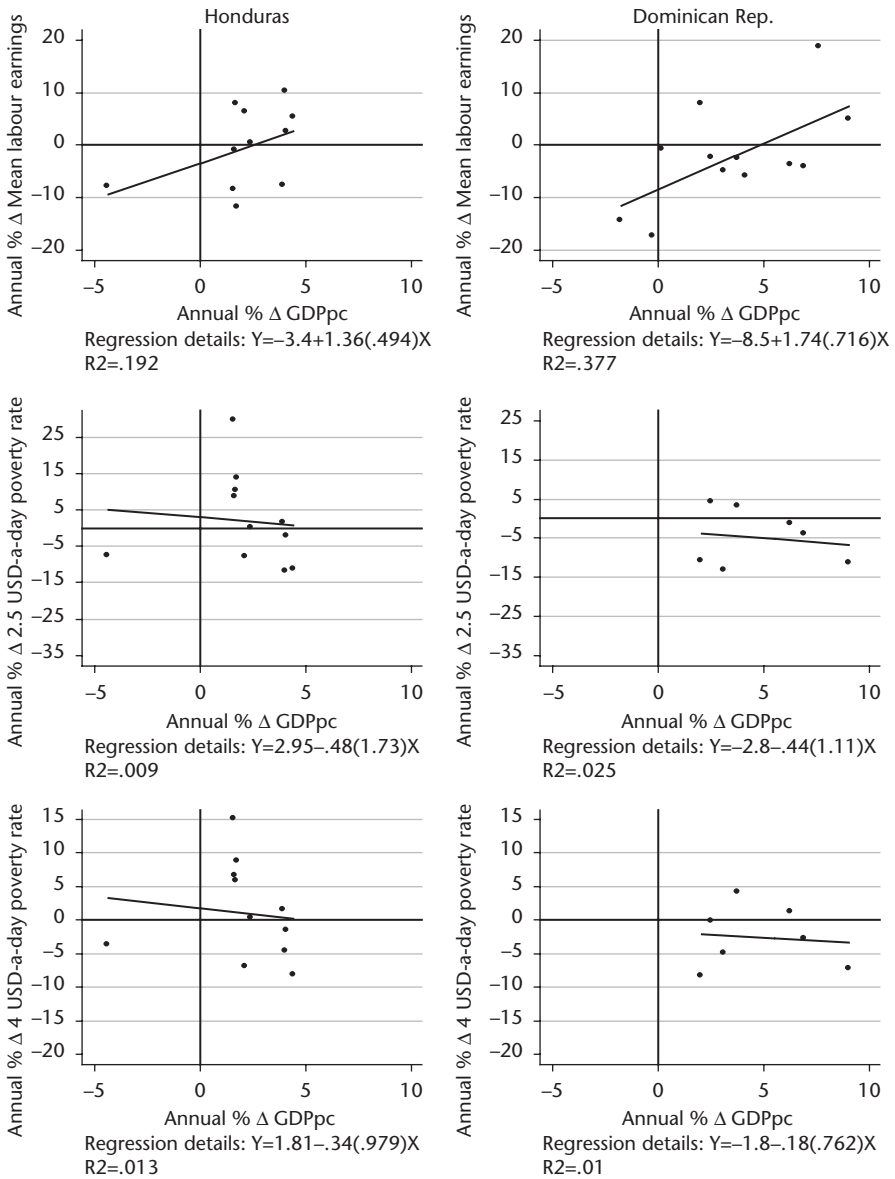 Honduras
Annual % Δ Mean labour earnings
20
10
0
–10
–20
–5 0 5 10
Annual % Δ GDPpc
Regression details: Y=–3.4+1.36(.494)X
R2=.192
Dominican Rep.
Annual % Δ Mean labour earnings
20
10
0
–10
–20
–5 0 5 10
Annual % Δ GDPpc
Regression details: Y=–8.5+1.74(.716)X
R2=.377
Annual % Δ 2.5 USD-a-day poverty rate
25
15
5
–5
–15
–25
–35
–5 0 5 10
Annual % Δ GDPpc
Regression details: Y=2.95–.48(1.73)X
R2=.009
Annual % Δ 2.5 USD-a-day poverty rate
25
15
5
–5
–15
–25
–35
–5 0 5 10
Annual % Δ GDPpc
Regression details: Y=–2.8–.44(1.11)X
R2=.025
Annual % Δ 4 USD-a-day poverty rate
15
10
5
0
–5
–10
–15
–20
–5 0 5 10
Annual % Δ GDPpc
Regression details: Y=1.81–.34(.979)X
R2=.013
Annual % Δ 4 USD-a-day poverty rate
15
10
5
0
–5
–10
–15
–20
–5 0 5 10
Annual % Δ GDPpc
Regression details: Y=–1.8–.18(.762)X
R2=.01